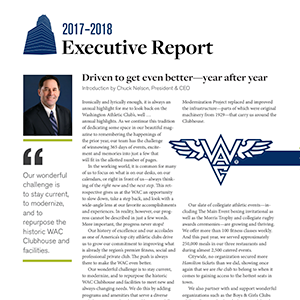 2017–2018
Executive Report
Driven to get even better—year after year
Introduction by Chuck Nelson, President & CEO
Ironically and lyrically enough, it is always an
annual highlight for me to look back on the
Washington Athletic Clubs, well . . .
annual highlights. As we continue this tradition
of dedicating some space in our beautiful mag-
azine to remembering the happenings of
the prior year, our team has the challenge
of winnowing 365 days of events, excite-
ment and memories into just a few that
will fit in the allotted number of pages.
In the working world, it is common for many
of us to focus on what is on our desks, on our
calendars, or right in front of us—always think-
ing of the right now and the next step. This ret-
rospective gives us at the WAC an opportunity
to slow down, take a step back, and look with a
wide-angle lens at our favorite accomplishments
and experiences. In reality, however, our prog-
ress cannot be described in just a few words.
More important, the progress never stops.
Our history of excellence and our accolades
as one of America's top city athletic clubs drive
us to grow our commitment to improving what
is already the region's premier fitness, social and
professional private club. The push is always
there to make the WAC even better.
Our wonderful challenge is to stay current,
to modernize, and to repurpose the historic
WAC Clubhouse and facilities to meet new and
always changing needs. We do this by adding
programs and amenities that serve a diverse
Modernization Project replaced and improved
the infrastructure—parts of which were original
machinery from 1929—that carry us around the
Clubhouse.
WAC
Our slate of collegiate athletic events—in-
cluding The Main Event boxing invitational as
well as the Morris Trophy and collegiate rugby
awards ceremonies—are growing and thriving.
We offer more than 100 fitness classes weekly.
And this past year, we served approximately
250,000 meals in our three restaurants and
during almost 2,500 catered events.
Citywide, no organization secured more
Hamilton tickets than we did, showing once
again that we are the club to belong to when it
comes to gaining access to the hottest seats in
town.
We also partner with and support wonderful
organizations such as the Boys & Girls Clubs
“
Our wonderful
challenge is
to stay current,
to modernize,
and to
repurpose the
historic WAC
Clubhouse and
facilities.